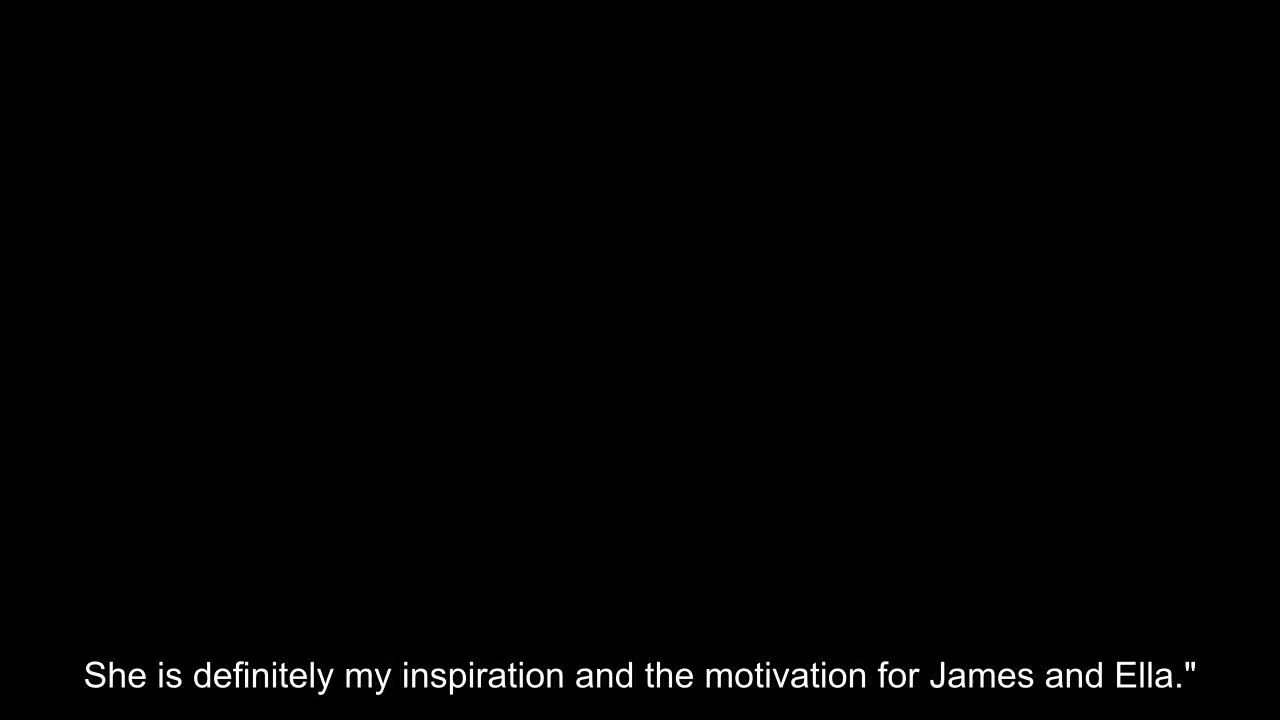 She is definitely my inspiration and the motivation for James and Ella."